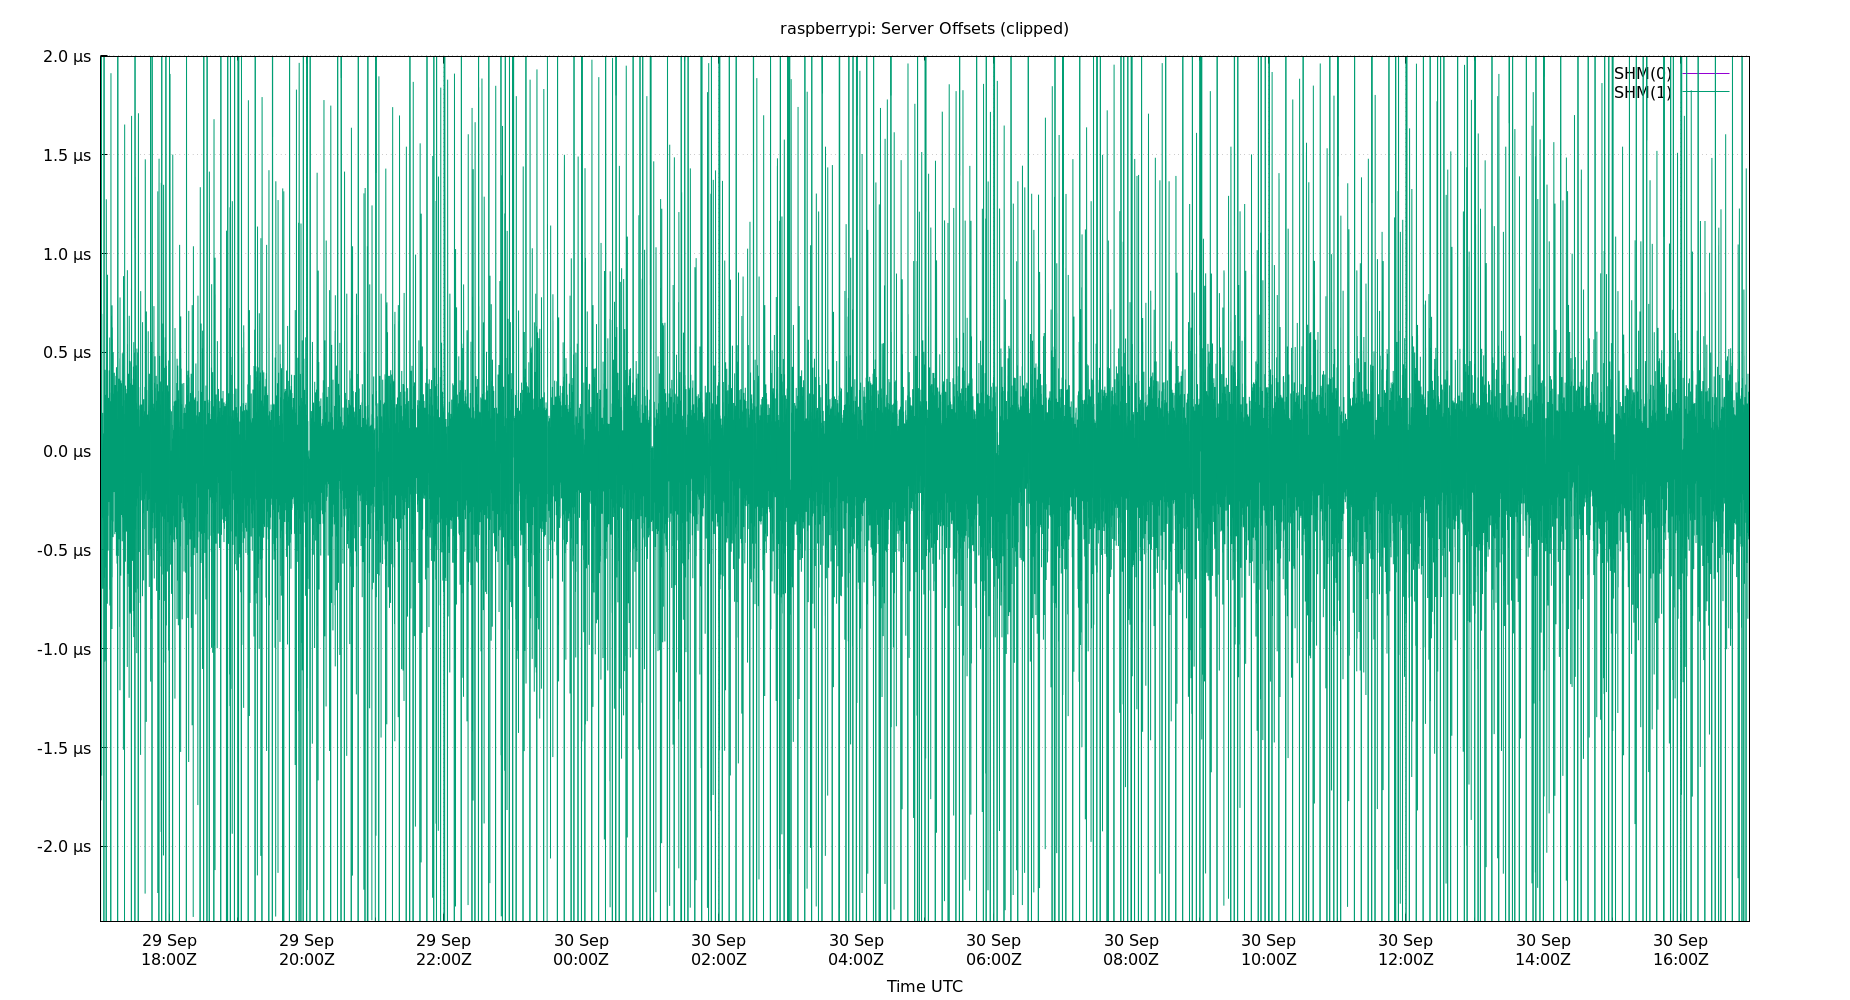 raspberrypi: Server Offsets (clipped)
2.0 µs
SHM(0)
SHM(1)
1.5 µs
1.0 µs
0.5 µs
0.0 µs
-0.5 µs
-1.0 µs
-1.5 µs
-2.0 µs
29 Sep 29 Sep 29 Sep 30 Sep 30 Sep 30 Sep 30 Sep 30 Sep 30 Sep 30 Sep 30 Sep 30 Sep
18:00Z 20:00Z 22:00Z 00:00Z 02:00Z 04:00Z 06:00Z 08:00Z 10:00Z 12:00Z 14:00Z 16:00Z
Time UTC